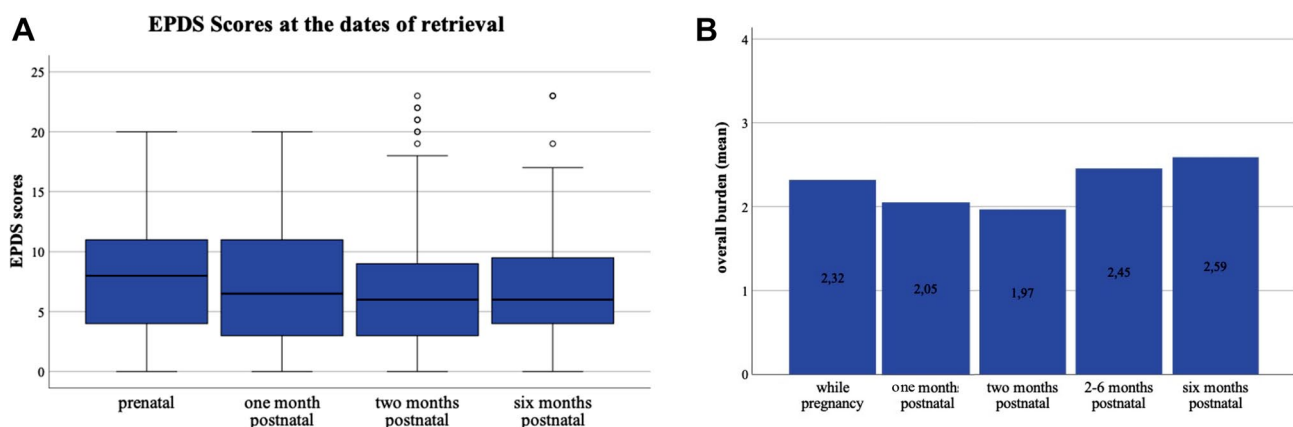 A
EPDS Scores at the dates of retrieval
EPDS scores
25
20
15
10
5
0
prenatal
one month
postnatal
two months
postnatal
six months
postnatal
B
overall burden (mean)
4
3
2
1
0
2,32
2,05
1,97
2,45
2,59
while
pregnancy
one months
postnatal
two months
postnatal
2-6 months
postnatal
six months
postnatal